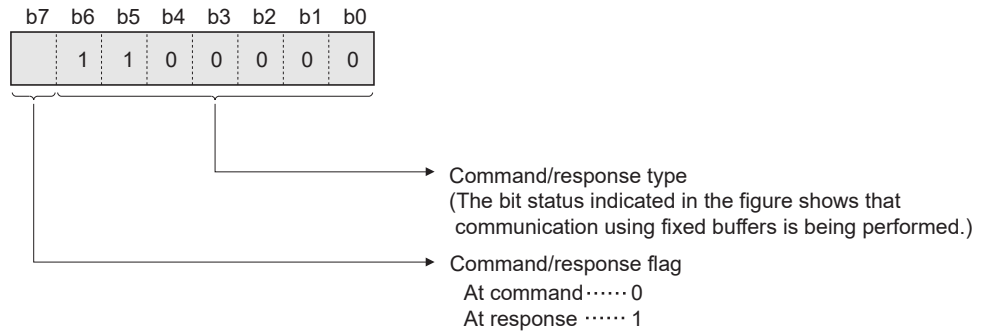 b7 b6 b5 b4 b3 b2 b1 b0
1 1 0 0 0 0 0
Command/response type
(The bit status indicated in the figure shows that
communication using fixed buffers is being performed.)
Command/response flag
At command ······ 0
At response ······ 1